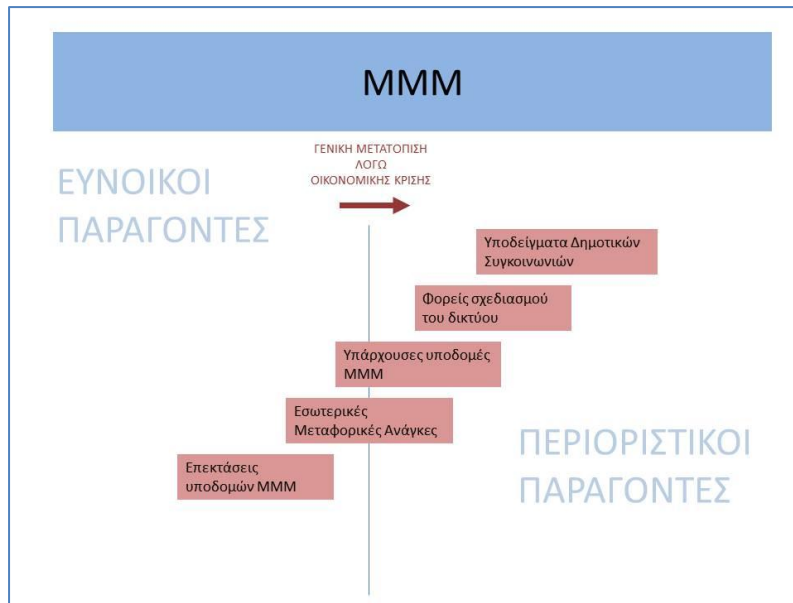 ΜΜΜ
ΓΕΝΙΚΗ ΜΕΤΑΤΟΠΙΣΗ
ΛΟΓΩ
ΟΙΚΟΝΟΜΙΚΗΣ ΚΡΙΣΗΣ
ΕΥΝΟΙΚΟΙ
ΠΑΡΑΓΟΝΤΕΣ
Υποδείγματα Δημοτικών
Συγκοινωνιών
Φορείς σχεδιασμού
του δικτύου
Υπάρχουσες υποδομές
ΜΜΜ
Εσωτερικές
Μεταφορικές Ανάγκες
Επεκτάσεις
υποδομών ΜΜΜ
ΠΕΡΙΟΡΙΣΤΙΚΟΙ
ΠΑΡΑΓΟΝΤΕΣ